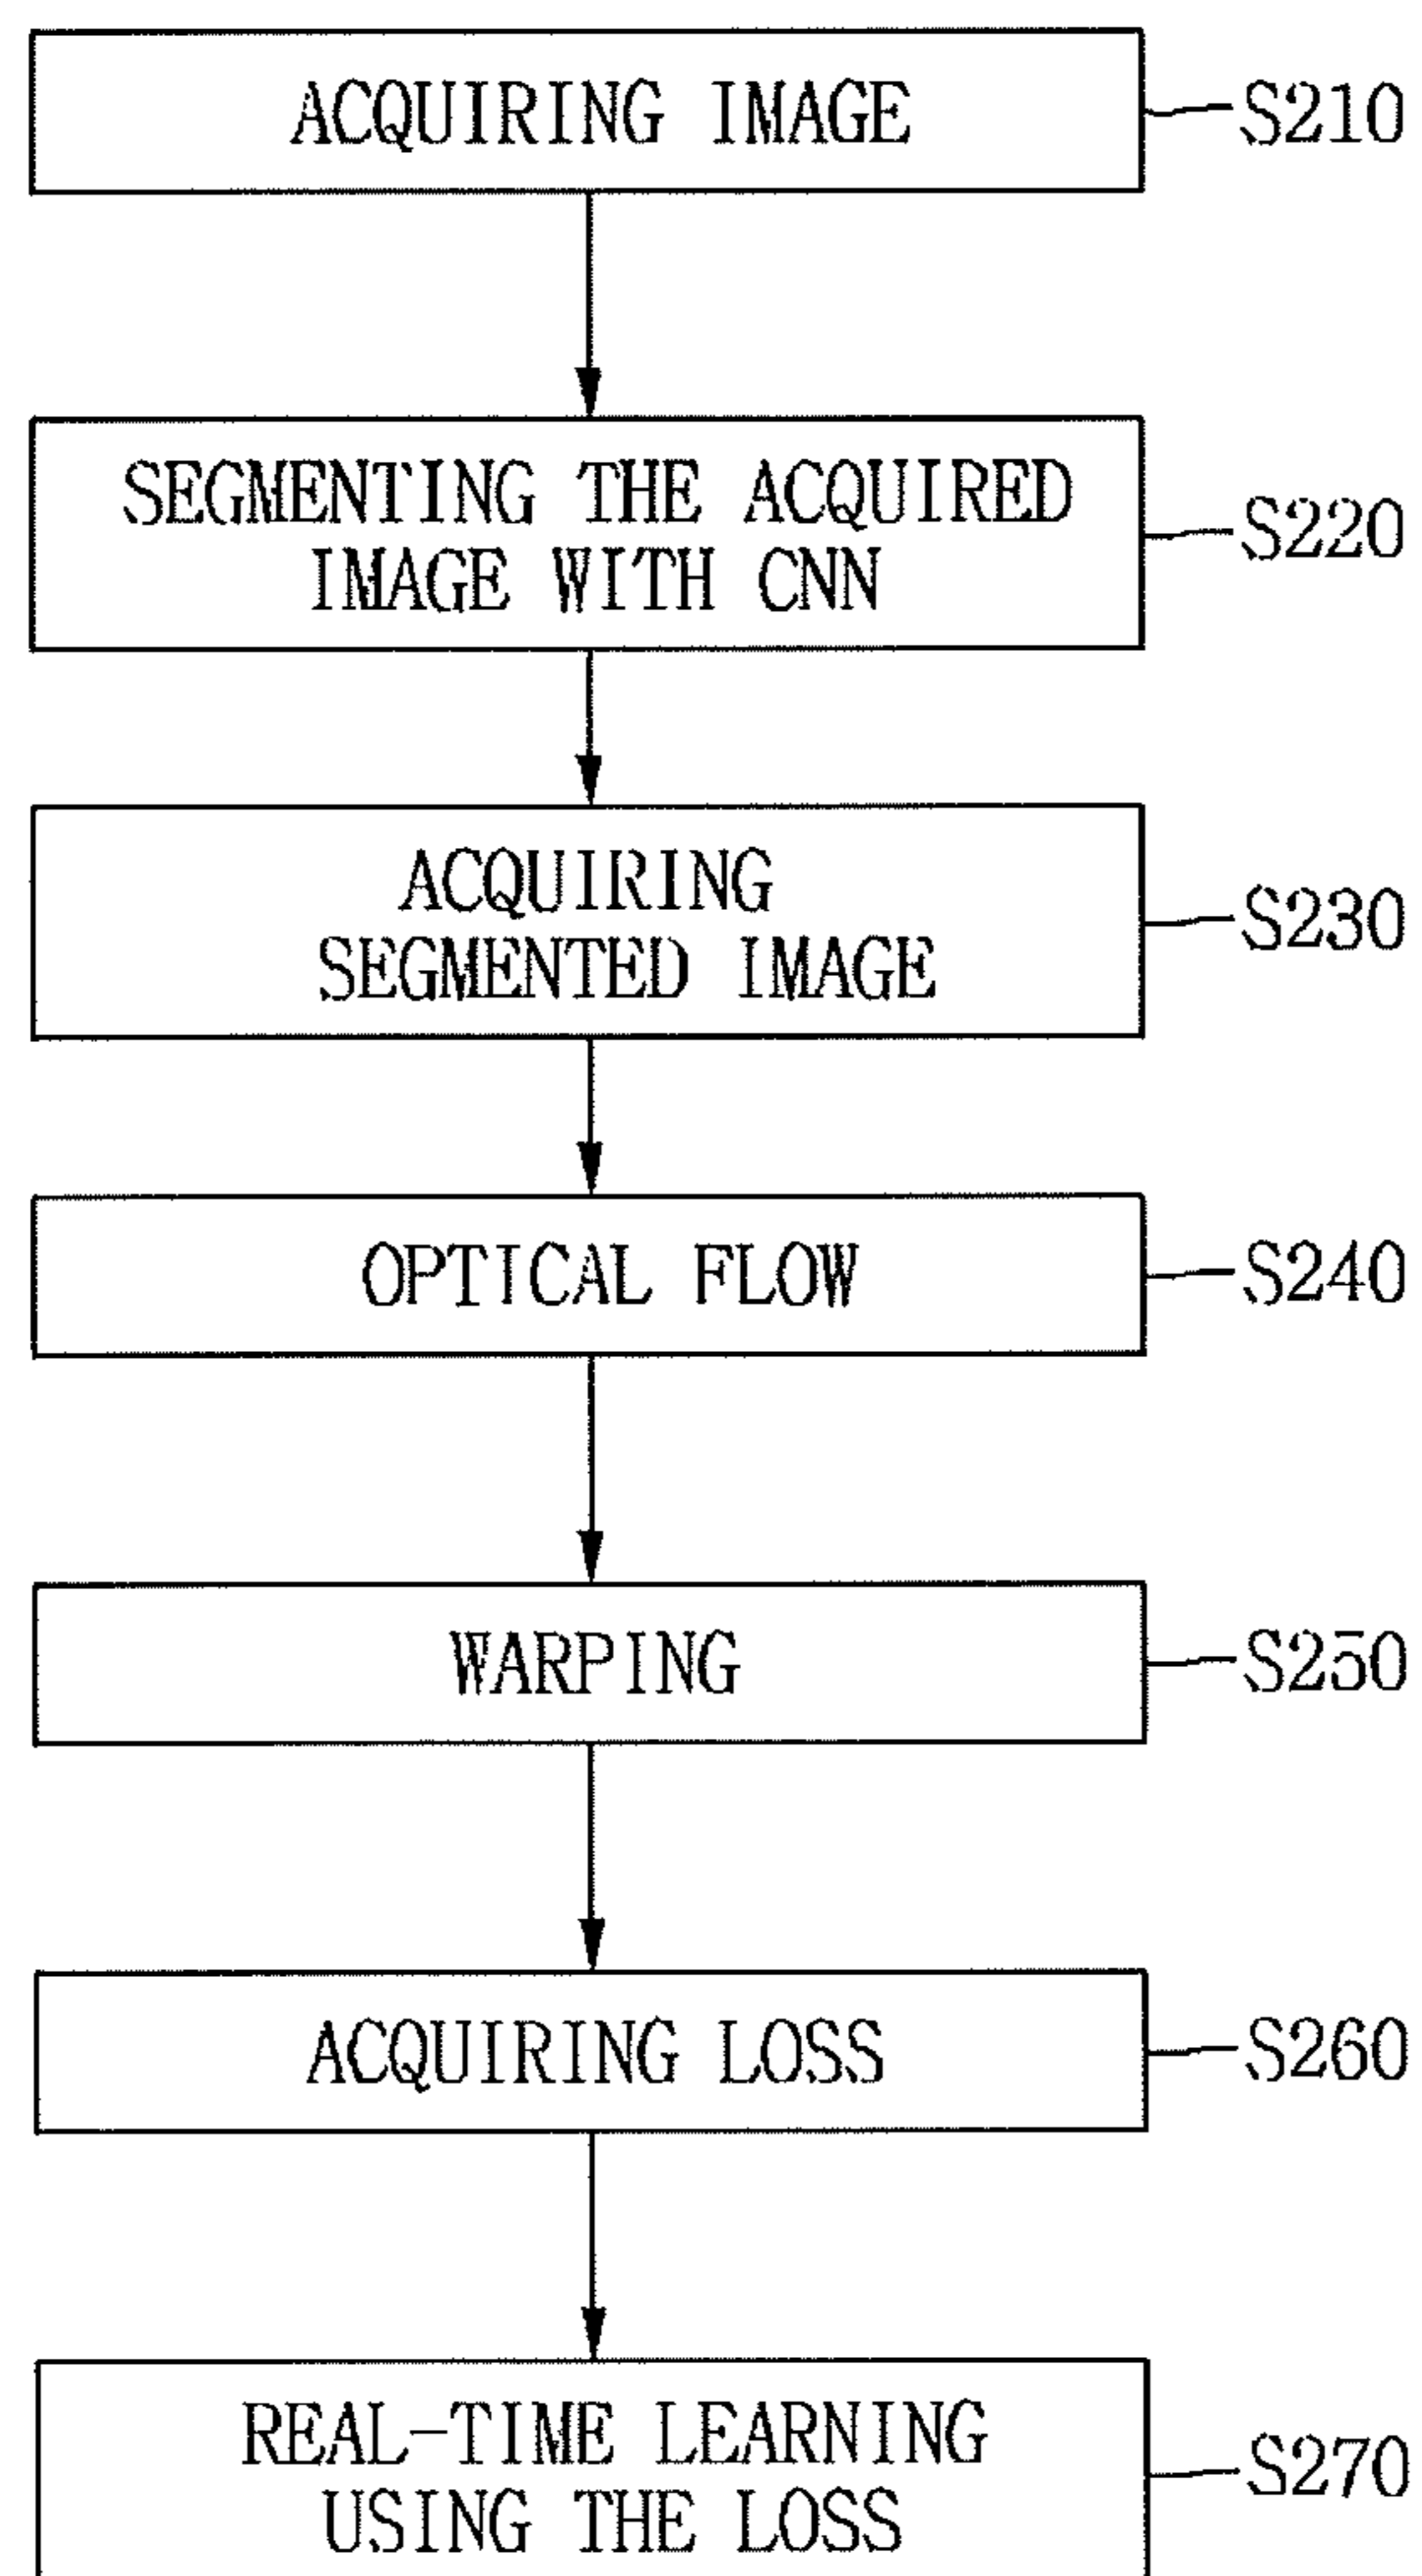 ACQUIRING IMAGE
S210
SEGMENTING THE ACQUIRED
IMAGE WITH CNN
S220
ACQUIRING
SEGMENTED IMAGE
S230
OPTICAL FLOW
S240
WARPING
S250
ACQUIRING LOSS
S260
REAL-TIME LEARNING
USING THE LOSS
S270